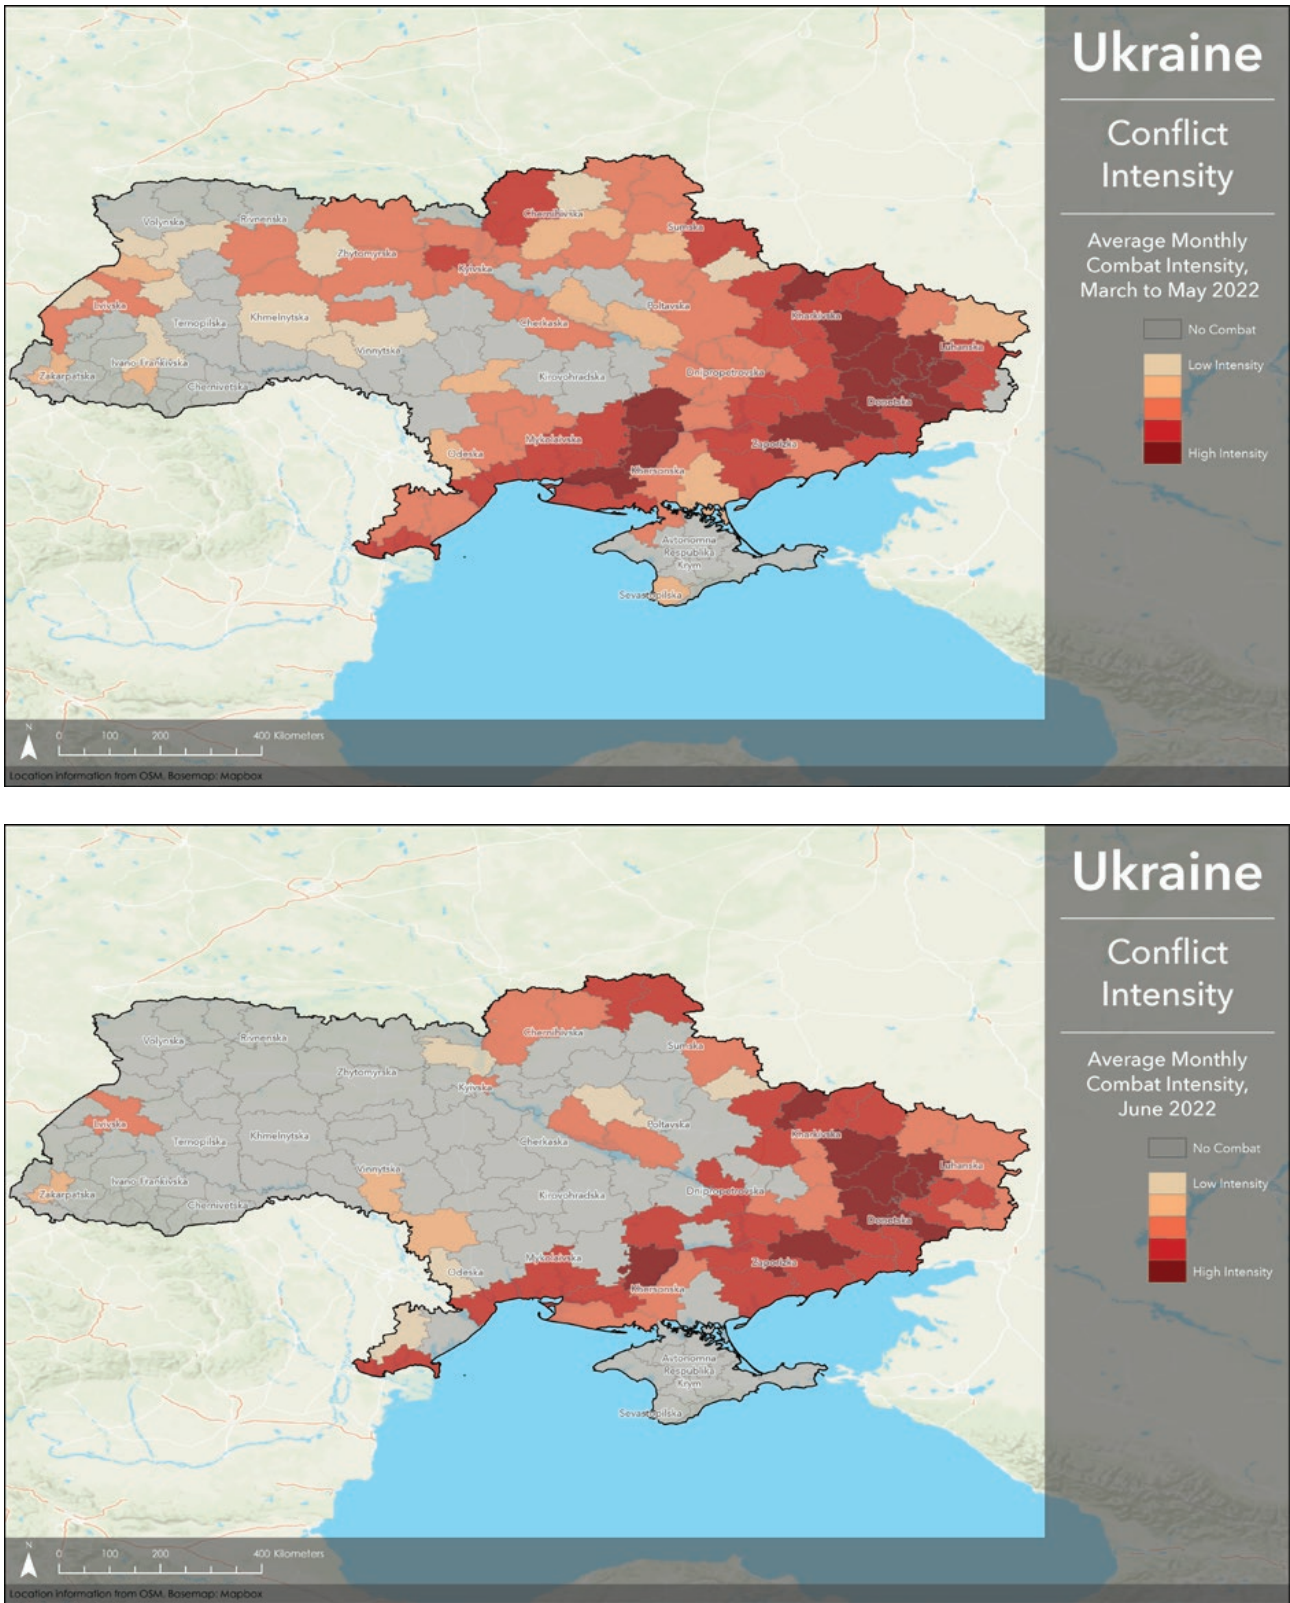 Ukraine
Conflict
Intensity
Average Monthly
Combat Intensity,
March to May 2022
No Combat
Low Intensity
High Intensity
Volynska
Rivnenska
Zhytomyrska
Kyivska
Chernihivska
Sumska
Lvivska
Ternopilska
Khmelnytska
Vinnytska
Cherkaska
Poltavska
Kharkivska
Luhanska
Zakarpatska
Ivano Frankivska
Chernivetska
Kirovohradska
Dnipropetrovska
Donetska
Odeska
Mykolaivska
Khersonska
Zaporizka
Avtonomna
Respublika
Krym
Sevastopilska
N
0 100 200 400 Kilometers
Location information from OSM. Basemap: Mapbox
Ukraine
Conflict
Intensity
Average Monthly
Combat Intensity,
June 2022
No Combat
Low Intensity
High Intensity
Volynska
Rivnenska
Zhytomyrska
Kyivska
Chernihivska
Sumska
Lvivska
Ternopilska
Khmelnytska
Vinnytska
Cherkaska
Poltavska
Kharkivska
Luhanska
Zakarpatska
Ivano Frankivska
Chernivetska
Kirovohradska
Dnipropetrovska
Donetska
Odeska
Mykolaivska
Khersonska
Zaporizka
Avtonomna
Respublika
Krym
Sevastopilska
N
0 100 200 400 Kilometers
Location information from OSM. Basemap: Mapbox